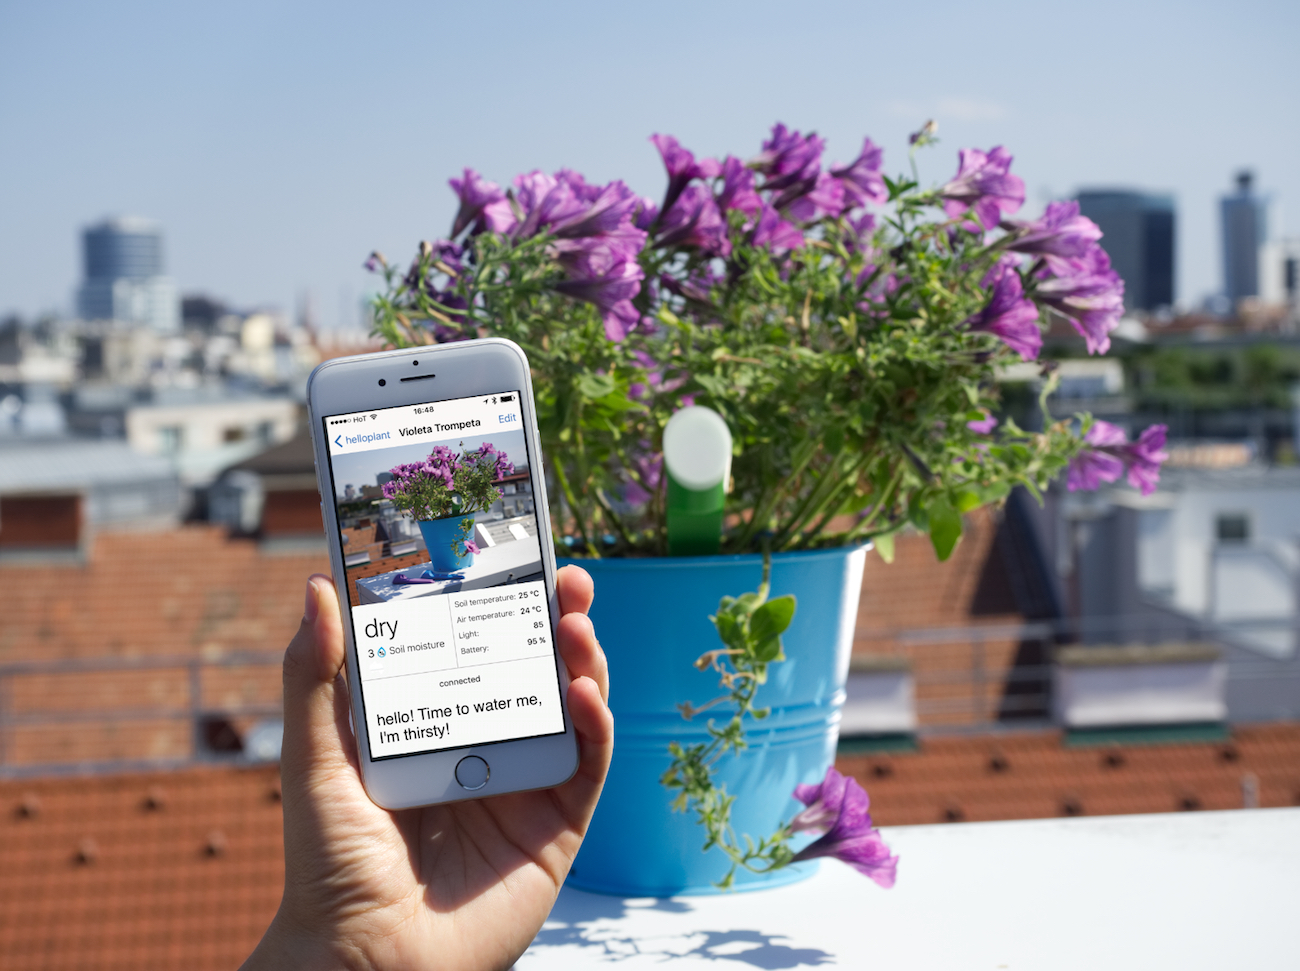 HoT 16:48
helloplant Violeta Trompeta Edit
dry
3 Soil moisture
Soil temperature: 25 °C
Air temperature: 24 °C
Light: 85
Battery: 95 %
connected
hello! Time to water me,
I'm thirsty!